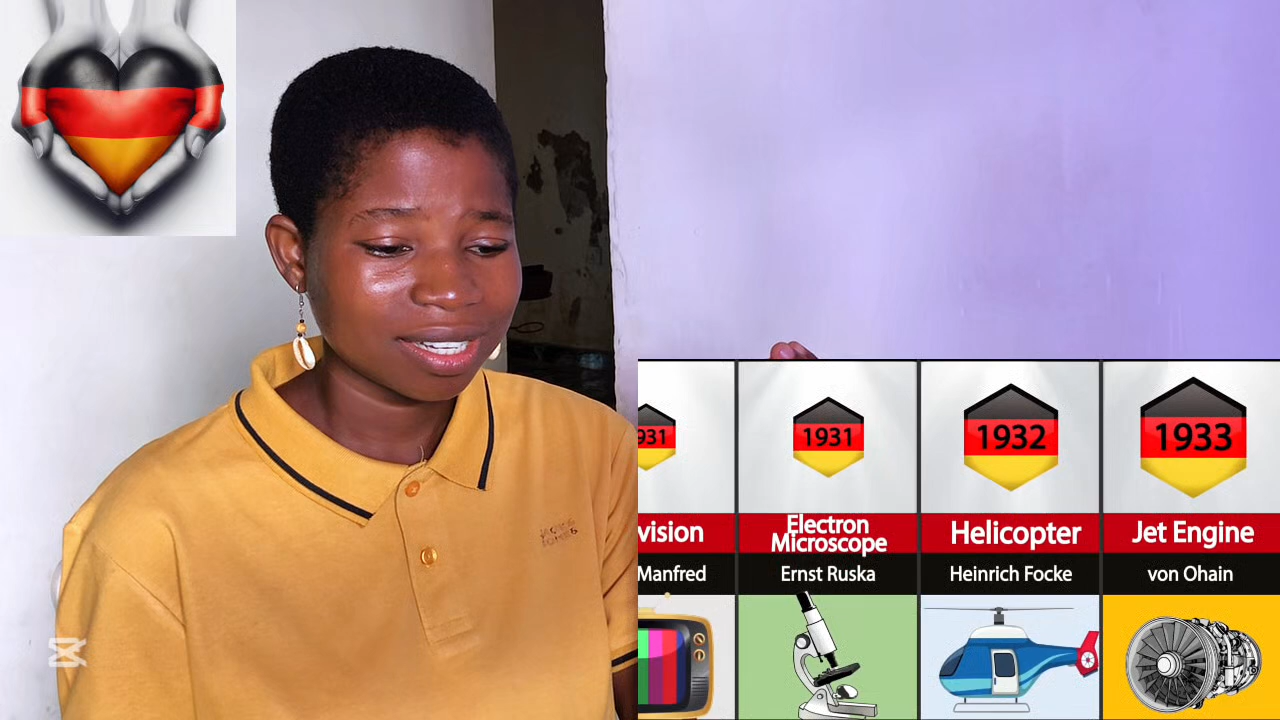 931
1931
1932
1933
vision
Electron
Microscope
Helicopter
Jet Engine
Manfred
Ernst Ruska
Heinrich Focke
von Ohain